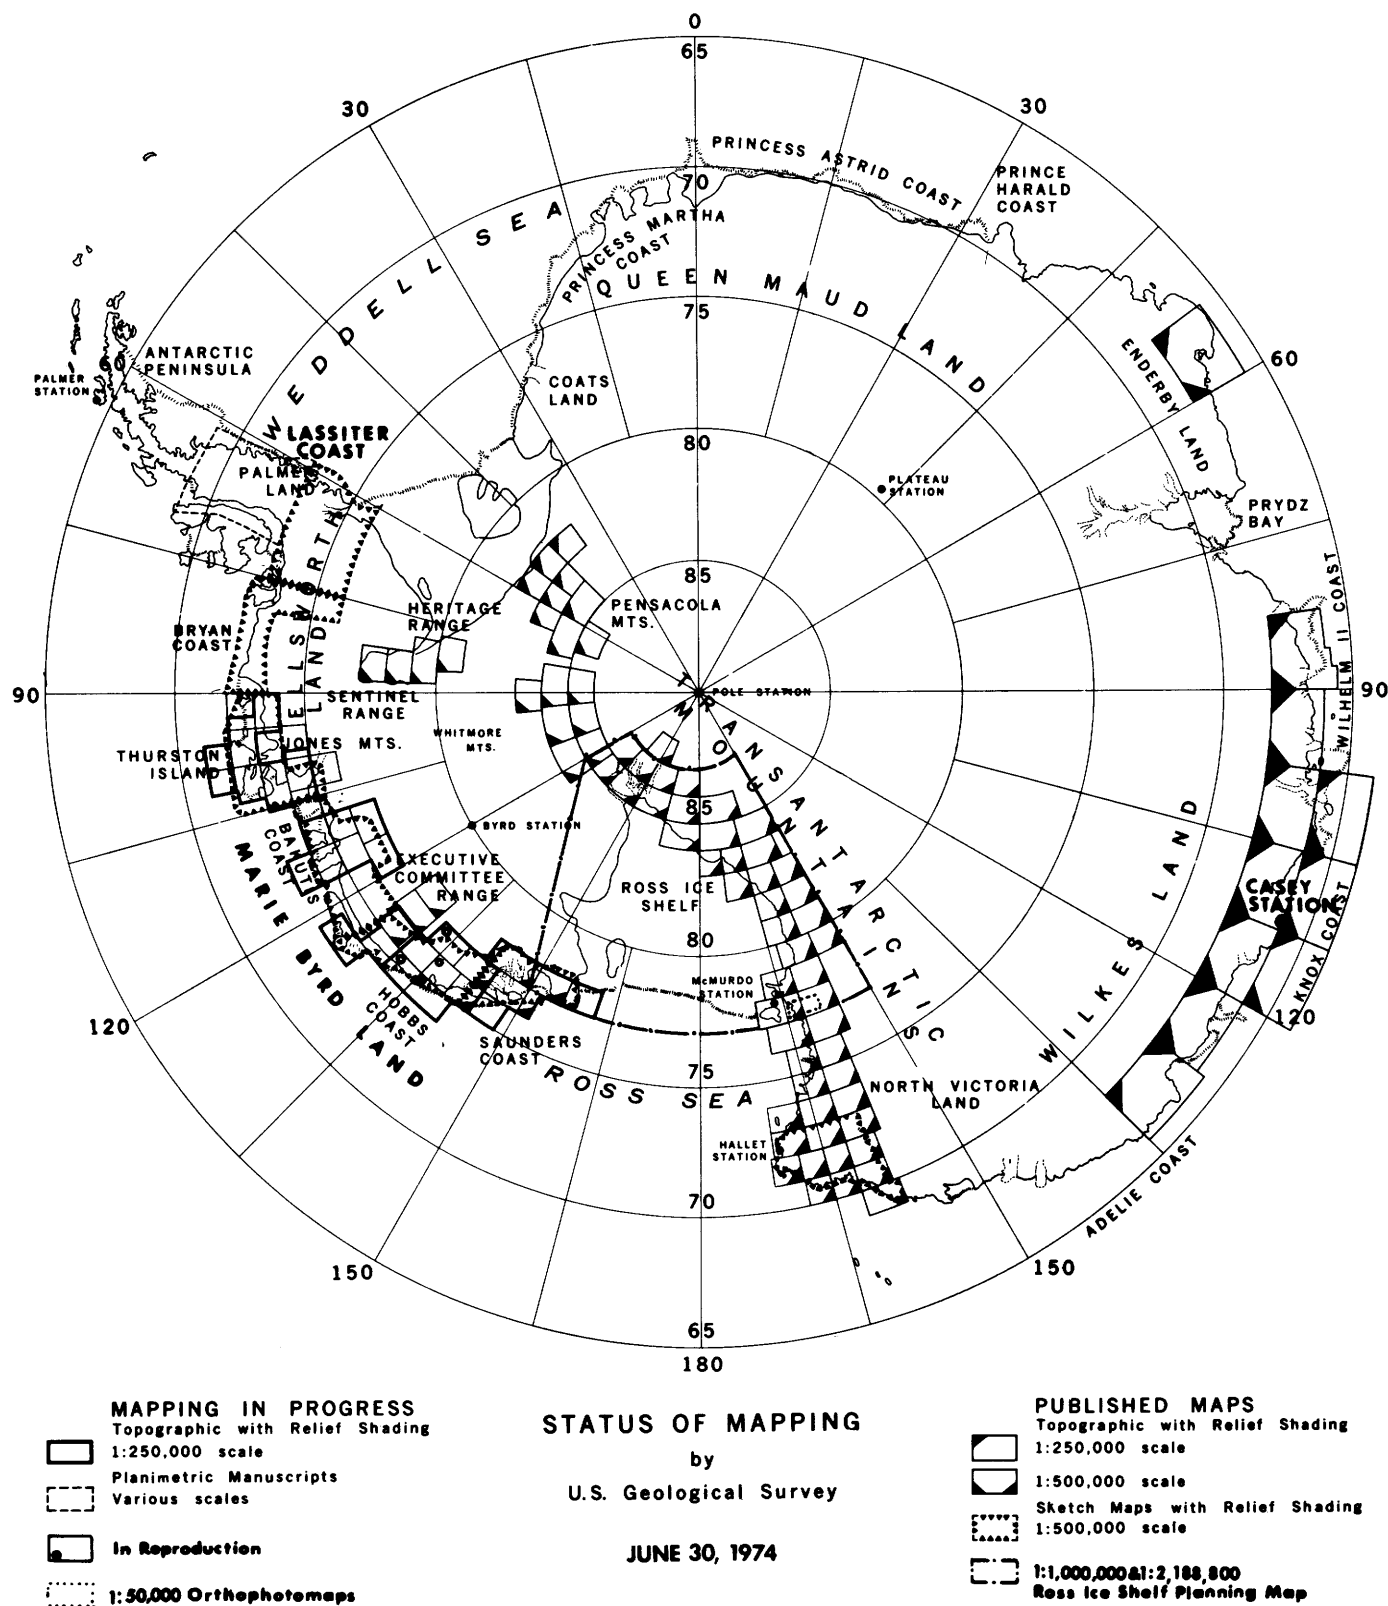 0
65
30
30
PRINCESS ASTRID COAST
PRINCE
HARALD
COAST
70
WEDDELL SEA
PRINCESS MARTHA
COAST
QUEEN MAUD LAND
75
ANTARCTIC
PENINSULA
60
60
PALMER
STATION
ENDERBY LAND
COATS
LAND
LASSITER
COAST
80
PALMER
LAND
PLATEAU
STATION
PRYDZ
BAY
ELLSWORTH
LAND
85
HERITAGE
RANGE
PENSACOLA
MTS.
BRYAN
COAST
WILHELM II COAST
90
SENTINEL
RANGE
POLE STATION
90
WHITMORE
MTS.
TRANSANTARCTIC
MOUNTAINS
THURSTON
ISLAND
JONES MTS.
85
BYRD STATION
BAKUTIS
COAST
EXECUTIVE
COMMITTEE
RANGE
MARIE BYRD LAND
ROSS ICE
SHELF
WILKES LAND
CASEY
STATION
KNOX COAST
80
McMURDO
STATION
120
HOBBS
COAST
120
SAUNDERS
COAST
75
ROSS SEA
NORTH VICTORIA
LAND
HALLET
STATION
ADELIE COAST
70
150
150
65
180
MAPPING IN PROGRESS
Topographic with Relief Shading
1:250,000 scale
Planimetric Manuscripts
Various scales
In Reproduction
1:50,000 Orthophotomaps
STATUS OF MAPPING
by
U.S. Geological Survey
JUNE 30, 1974
PUBLISHED MAPS
Topographic with Relief Shading
1:250,000 scale
1:500,000 scale
Sketch Maps with Relief Shading
1:500,000 scale
1:1,000,000&1:2,188,800
Ross Ice Shelf Planning Map